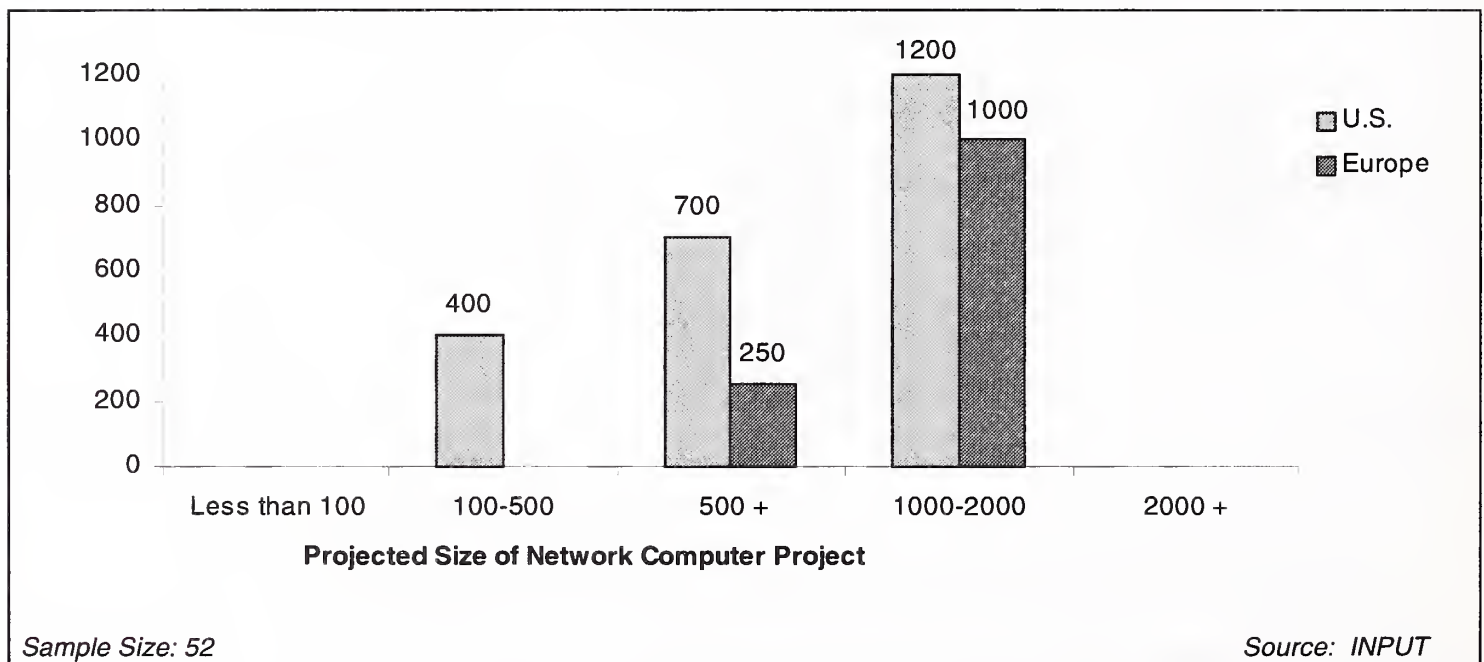 1200
1000
800
600
400
200
0
1200
1000
700
400
250
U.S.
Europe
Less than 100 100-500 500 + 1000-2000 2000 +
Projected Size of Network Computer Project
Sample Size: 52 Source: INPUT